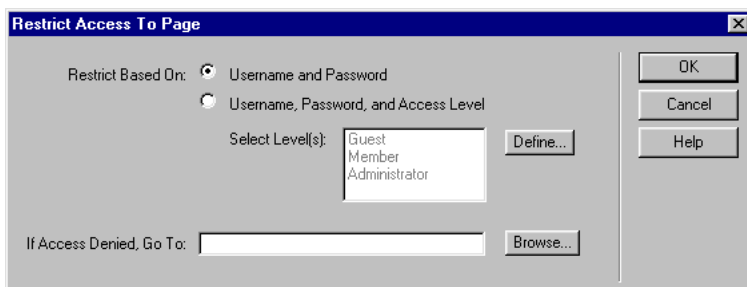 Restrict Access To Page
Restrict Based On: Username and Password
Username, Password, and Access Level
Select Level(s): Guest
Member
Administrator
Define...
If Access Denied, Go To: Browse...
OK
Cancel
Help